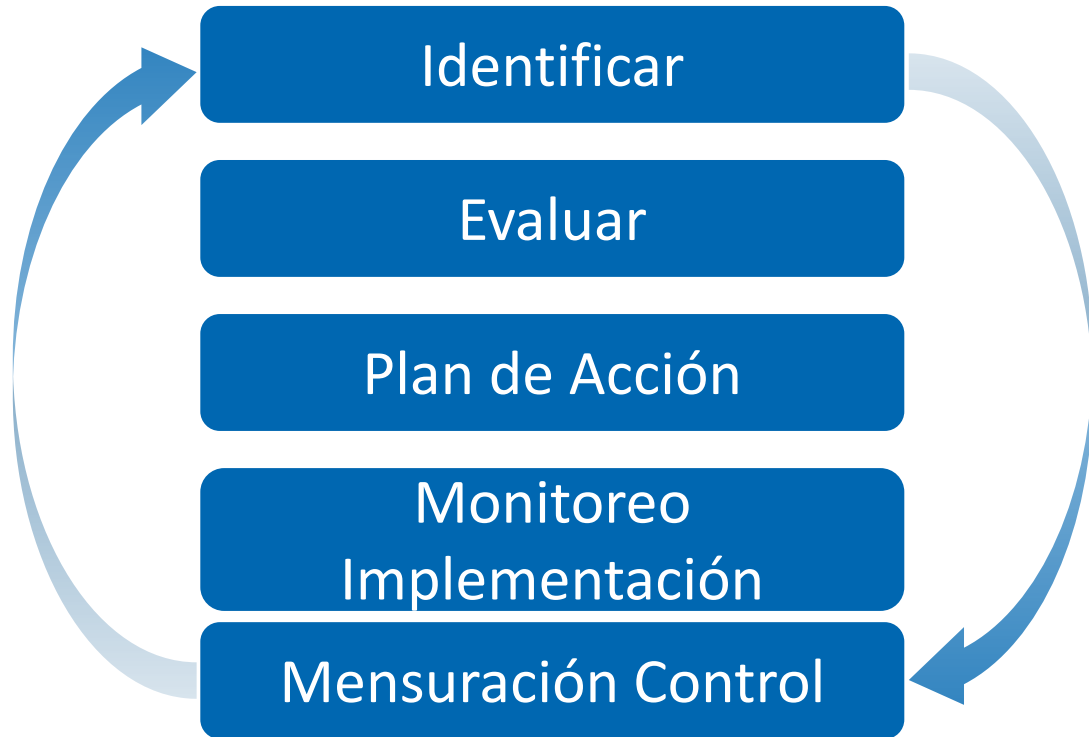 Identificar
Evaluar
Plan de Acción
Monitoreo
Implementación
Mensuración Control